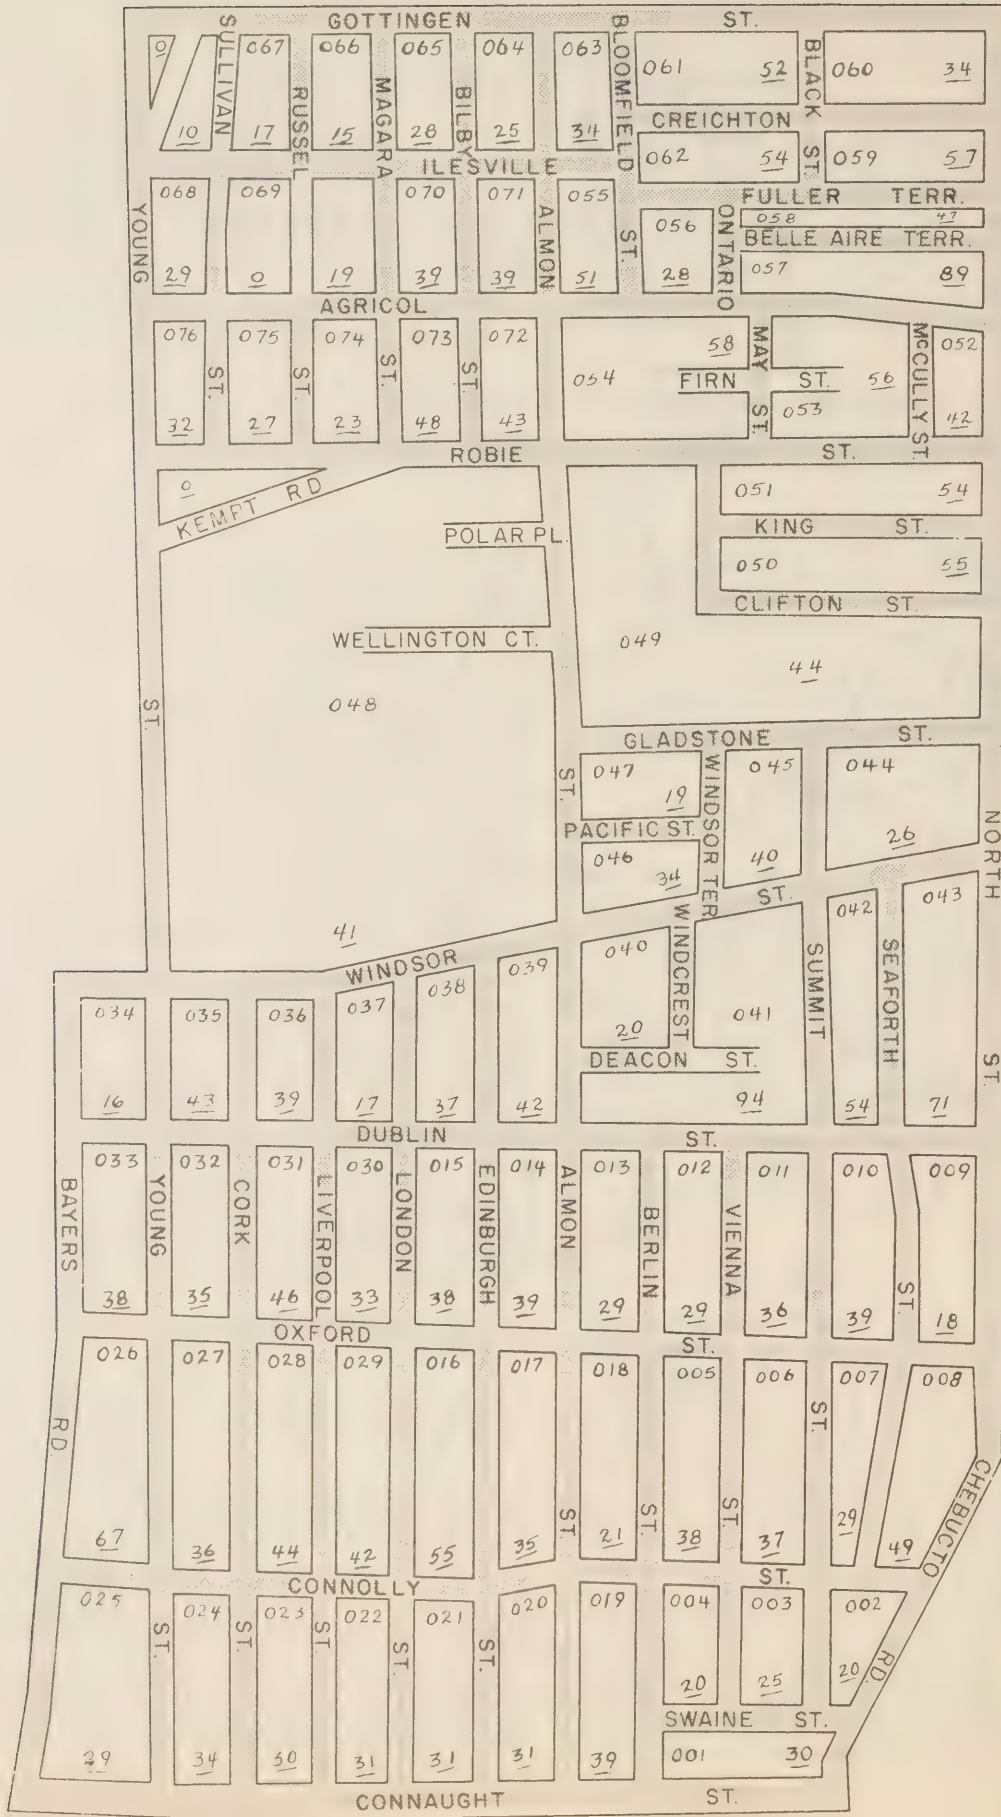 GOTTINGEN ST.
SULLIVAN
RUSSEL
MAGARA
BILBY
BLOOMFIELD
BLACK
0 067 066 065 064 063 061 52 060 34
10 17 15 28 25 34
CREICHTON
062 54 ST. 059 57
ILESVILLE
FULLER TERR.
058 47
BELLE AIRE TERR.
YOUNG
ALMON
ST.
ONTARIO
068 069 070 071 055 056 057 89
29 0 19 39 39 51 28
AGRICOL
076 075 074 073 072 054 58 MAY McCULLY ST. 052
ST. ST. ST. ST.
FIRN ST. 56
ST. 053
32 27 23 48 43 42
ROBIE ST.
0
KEMPT RD
051 54
POLAR PL.
KING ST.
050 55
CLIFTON ST.
WELLINGTON CT.
049
44
048
ST.
GLADSTONE ST.
ST.
047 19
WINDSOR TER
045 044
NORTH
PACIFIC ST.
046 34 40 26
ST.
41
WINDSOR
WINDCREST
SUMMIT
SEAFORTH
042 043
034 035 036 037 038 039 040 041
20
DEACON ST.
ST.
16 43 39 17 37 42 94 54 71
DUBLIN ST.
033 032 031 030 015 014 013 012 011 010 009
BAYERS
YOUNG
CORK
LIVERPOOL
LONDON
EDINBURGH
ALMON
BERLIN
VIENNA
ST.
38 35 46 33 38 39 29 29 36 39 18
OXFORD ST.
026 027 028 029 016 017 018 005 006 007 008
RD.
ST.
CHEBUCTO
ST. ST. ST.
67 36 44 42 55 35 21 38 37 29 49
CONNOLLY ST.
025 024 023 022 021 020 019 004 003 002
ST. ST. ST. ST. ST.
RD.
20 25 20
SWAINE ST.
29 34 30 31 31 31 39 001 30
CONNAUGHT ST.